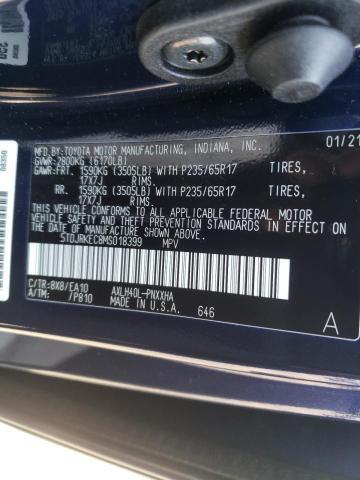 MFD.BY:TOYOTA MOTOR MANUFACTURING, INDIANA, INC. 01/21
GVWR: 2800KG (6170LB)
GAWR:FRT. 1590KG (3505LB) WITH P235/65R17 TIRES,
17X7J RIMS.
RR. 1590KG (3505LB) WITH P235/65R17 TIRES,
17X7J RIMS.
THIS VEHICLE CONFORMS TO ALL APPLICABLE FEDERAL MOTOR
VEHICLE SAFETY AND THEFT PREVENTION STANDARDS IN EFFECT
ON THE DATE OF MANUFACTURE SHOWN ABOVE.
5TDJRKEC8MS018399 MPV
C/TR:8X8/EA10 AXLH40L-PNXXHA
A/TM: /P810 MADE IN U.S.A. 646 A